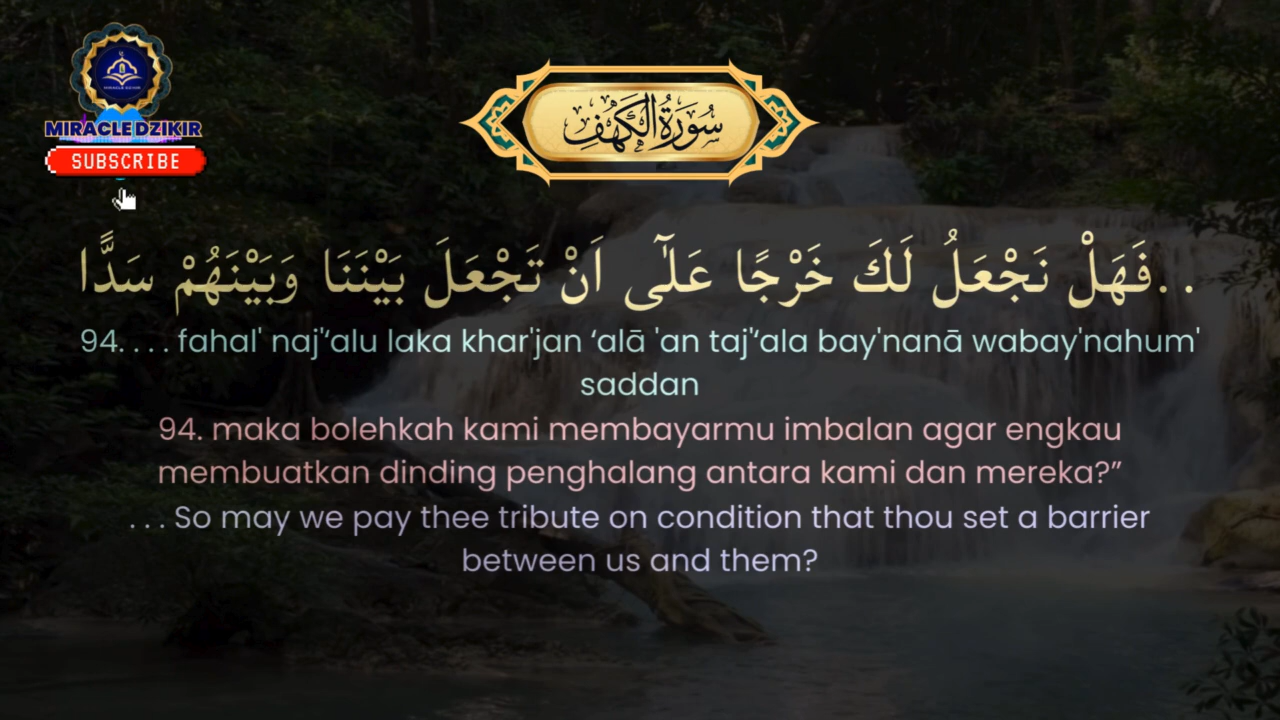 MIRACLE DZIKIR
SUBSCRIBE
سُورَةُ الْكَهْفِ
..فَهَلْ نَجْعَلُ لَكَ خَرْجًا عَلٰٓى اَنْ تَجْعَلَ بَيْنَنَا وَبَيْنَهُمْ سَدًّا
94. . . . fahal' naj'‘alu laka khar'jan ‘alā 'an taj'‘ala bay'nanā wabay'nahum'
saddan
94. maka bolehkah kami membayarmu imbalan agar engkau
membuatkan dinding penghalang antara kami dan mereka?”
. . . So may we pay thee tribute on condition that thou set a barrier
between us and them?